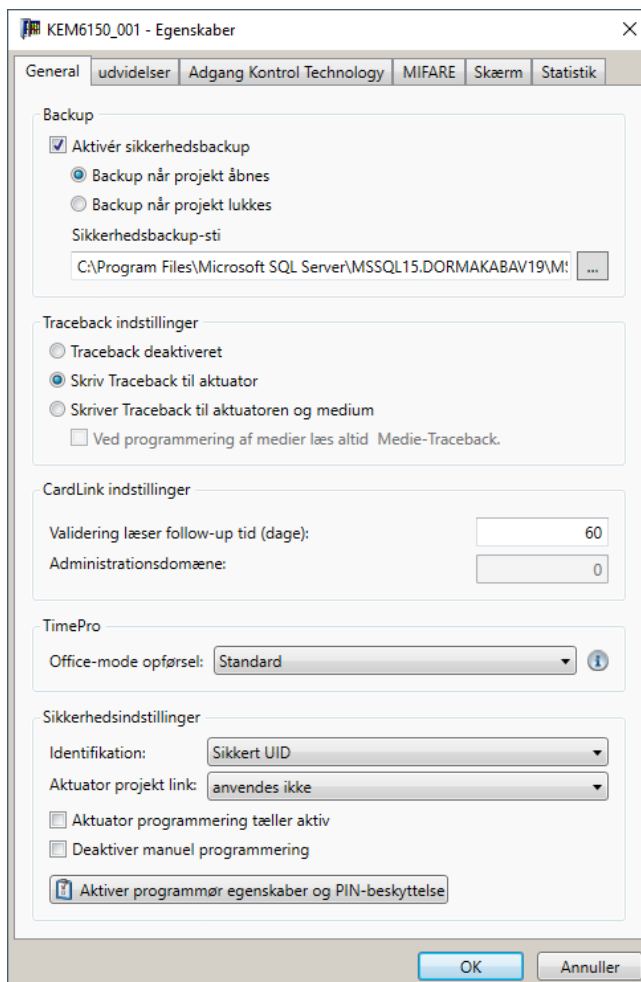 KEM6150_001 - Egenskaber
General udvidelser Adgang Kontrol Technology MIFARE Skærm Statistik
Backup
Aktivér sikkerhedsbackup
Backup når projekt åbnes
Backup når projekt lukkes
Sikkerhedsbackup-sti
C:\Program Files\Microsoft SQL Server\MSSQL15.DORMAKABAV19\M ...
Traceback indstillinger
Traceback deaktiveret
Skriv Traceback til aktuator
Skriver Traceback til aktuatoren og medium
Ved programmering af medier læs altid Medie-Traceback.
CardLink indstillinger
Validering læser follow-up tid (dage): 60
Administrationsdomæne: 0
TimePro
Office-mode opførsel: Standard
Sikkerhedsindstillinger
Identifikation: Sikkert UID
Aktuator projekt link: anvendes ikke
Aktuator programmering tæller aktiv
Deaktiver manuel programmering
Aktiver programmør egenskaber og PIN-beskyttelse
OK Annuller